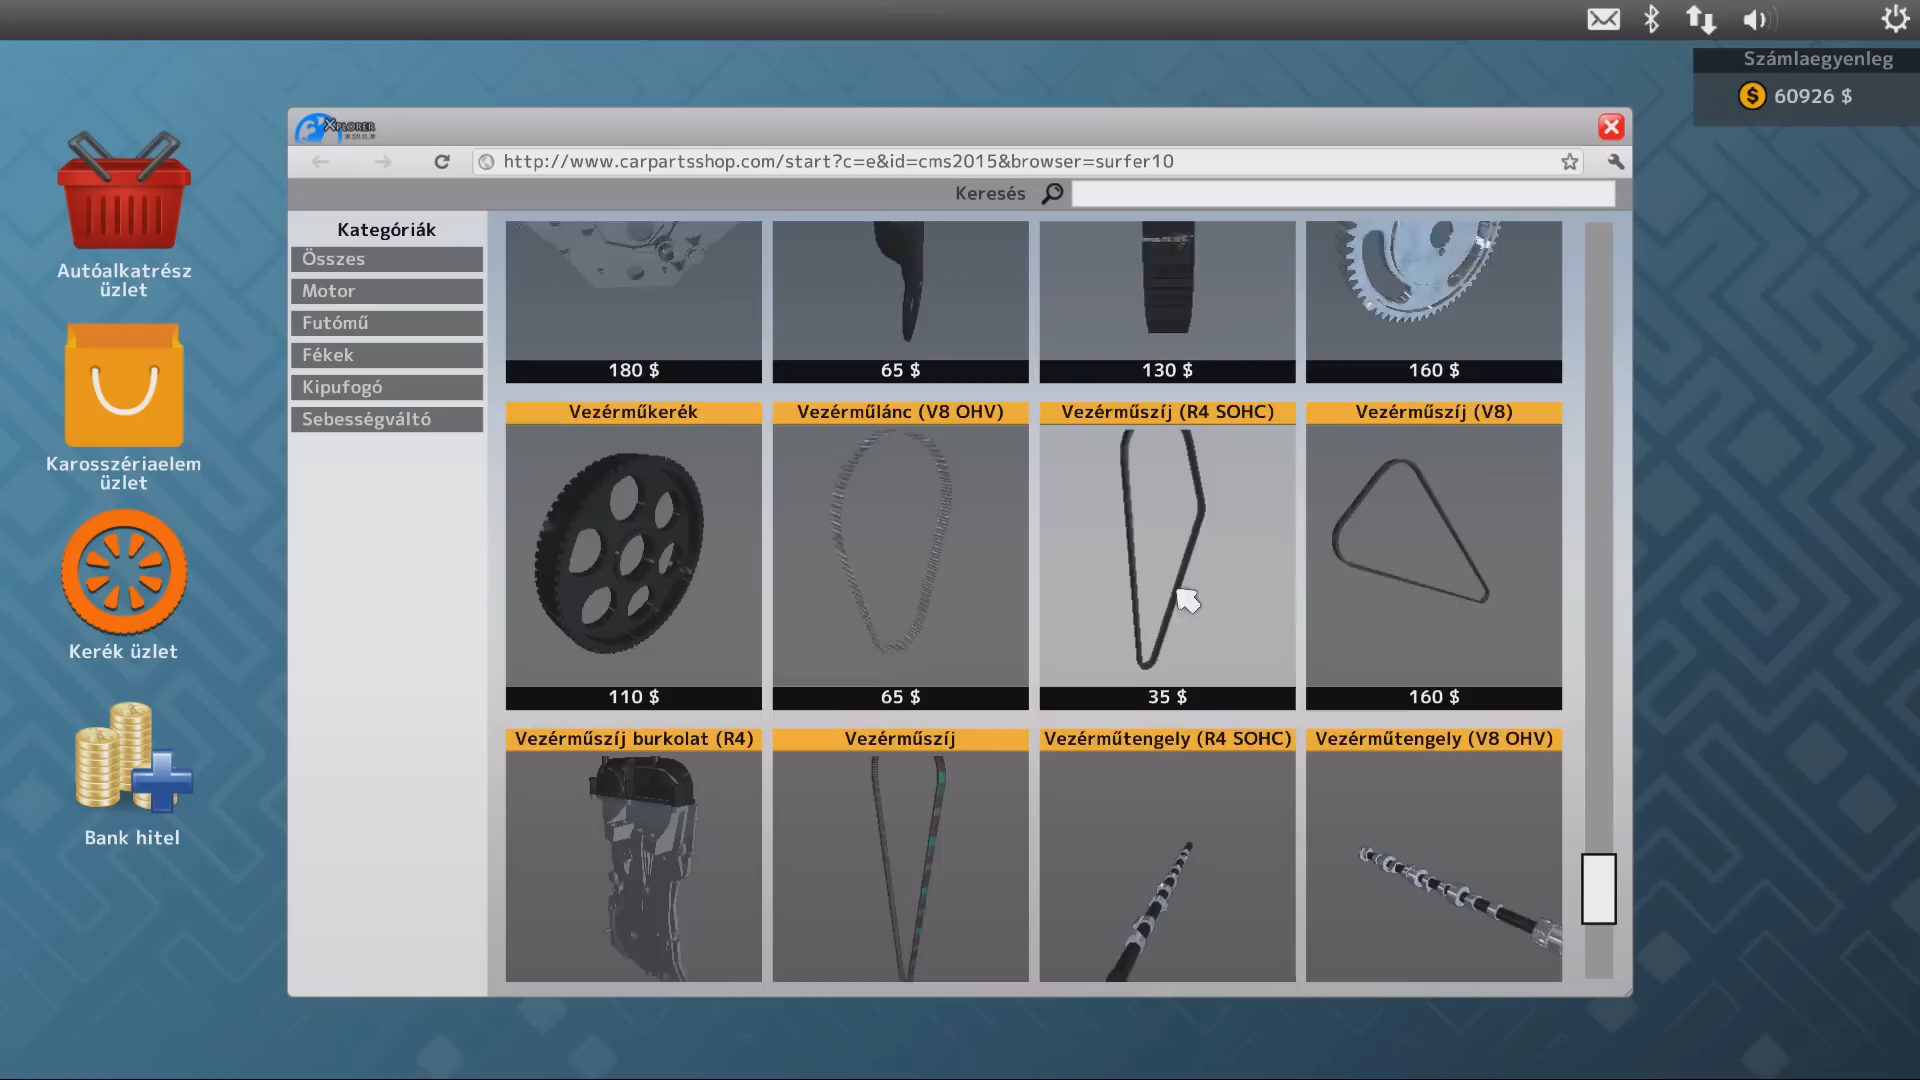 Számlaegyenleg
60926 $
Autóalkatrész
üzlet
Karosszériaelem
üzlet
Kerék üzlet
Bank hitel
XPLORER
http://www.carpartsshop.com/start?c=e&id=cms2015&browser=surfer10
Keresés
Kategóriák
Összes
Motor
Futómű
Fékek
Kipufogó
Sebességváltó
180 $
65 $
130 $
160 $
Vezérműkerék
Vezérműlánc (V8 OHV)
Vezérműszíj (R4 SOHC)
Vezérműszíj (V8)
110 $
65 $
35 $
160 $
Vezérműszíj burkolat (R4)
Vezérműszíj
Vezérműtengely (R4 SOHC)
Vezérműtengely (V8 OHV)